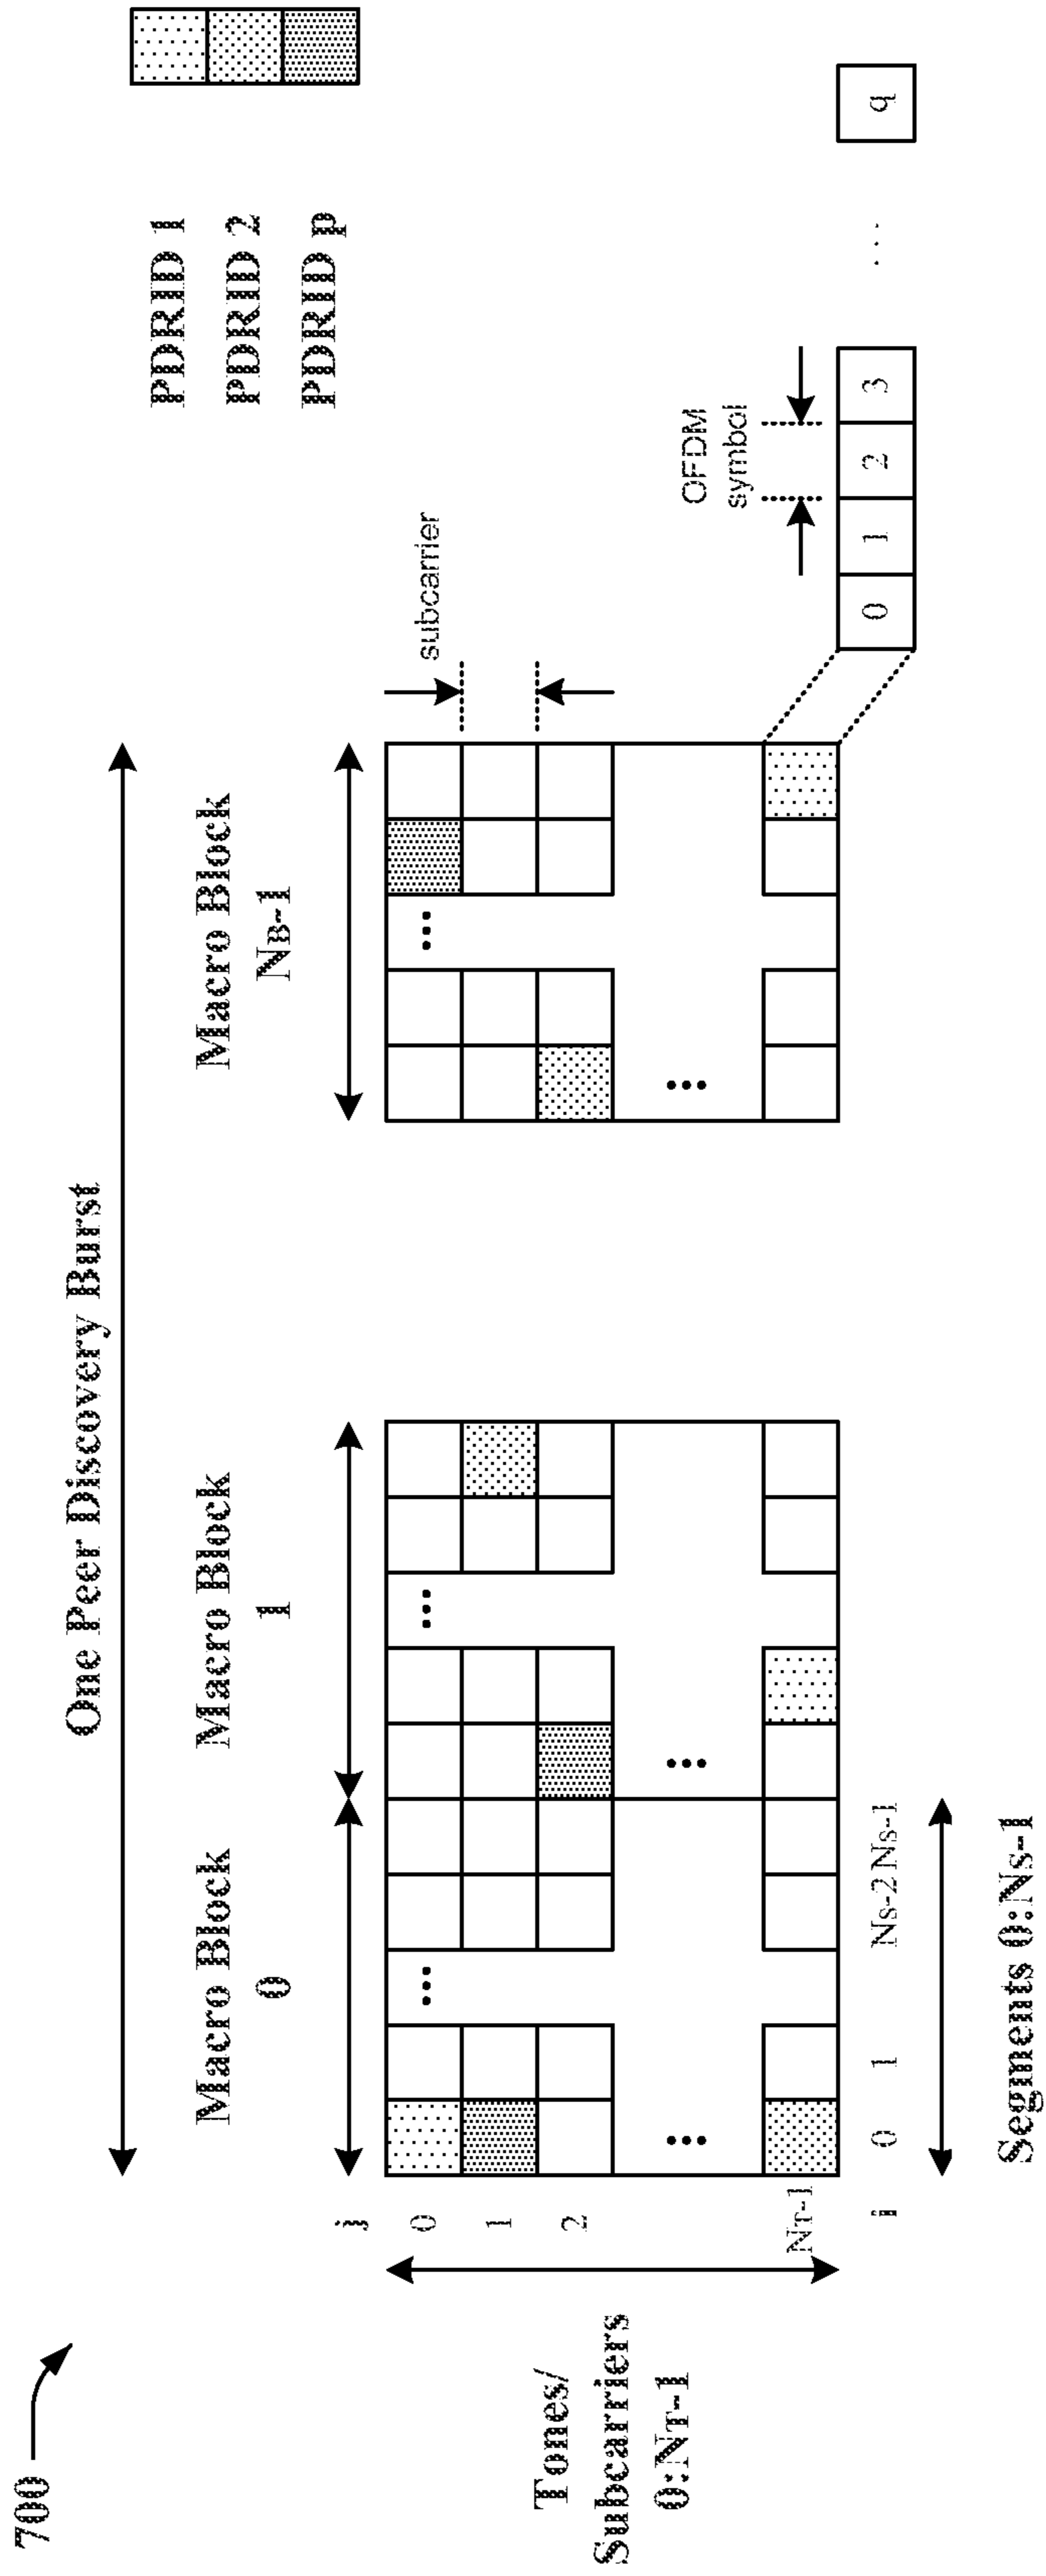 700
One Peer Discovery Burst
PDRID 1
PDRID 2
PDRID p
Macro Block
0
Macro Block
1
Macro Block
NB-1
subcarrier
OFDM
symbol
Tones/
Subcarriers
0:NT-1
j
0
1
2
NT-1
...
...
...
...
...
...
i
0
1
NS-2
NS-1
Segments 0:NS-1
0
1
2
3
...
q